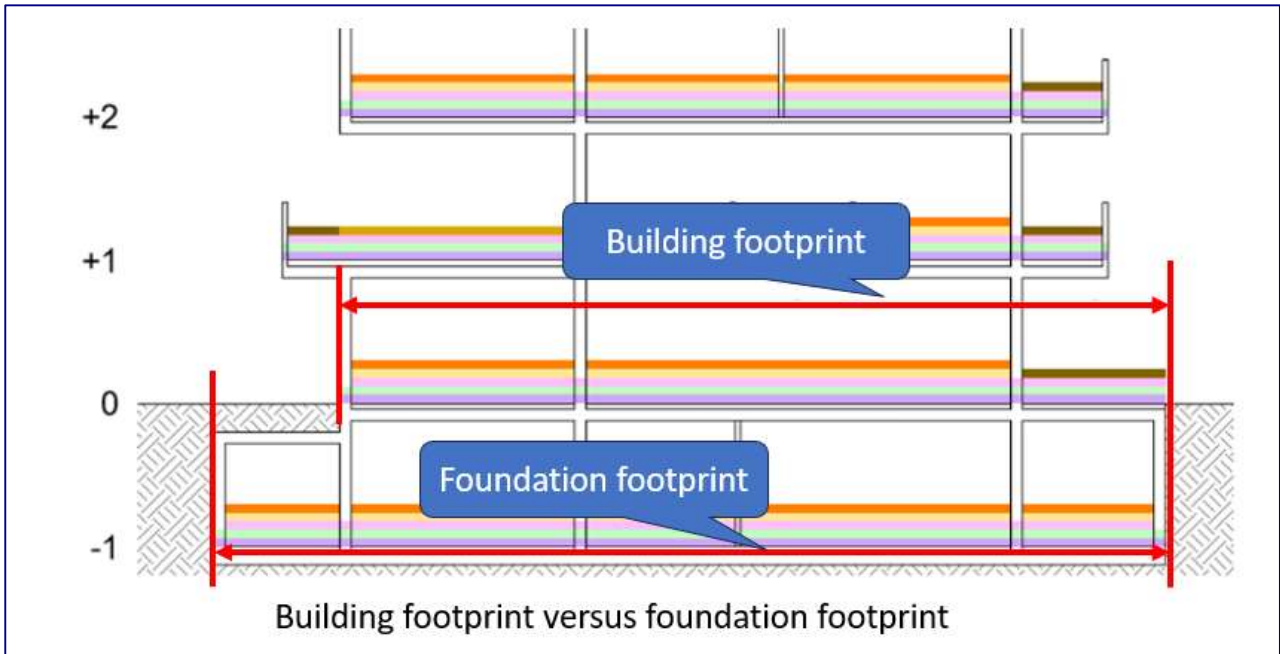 +2
Building footprint
+1
0
Foundation footprint
-1
Building footprint versus foundation footprint